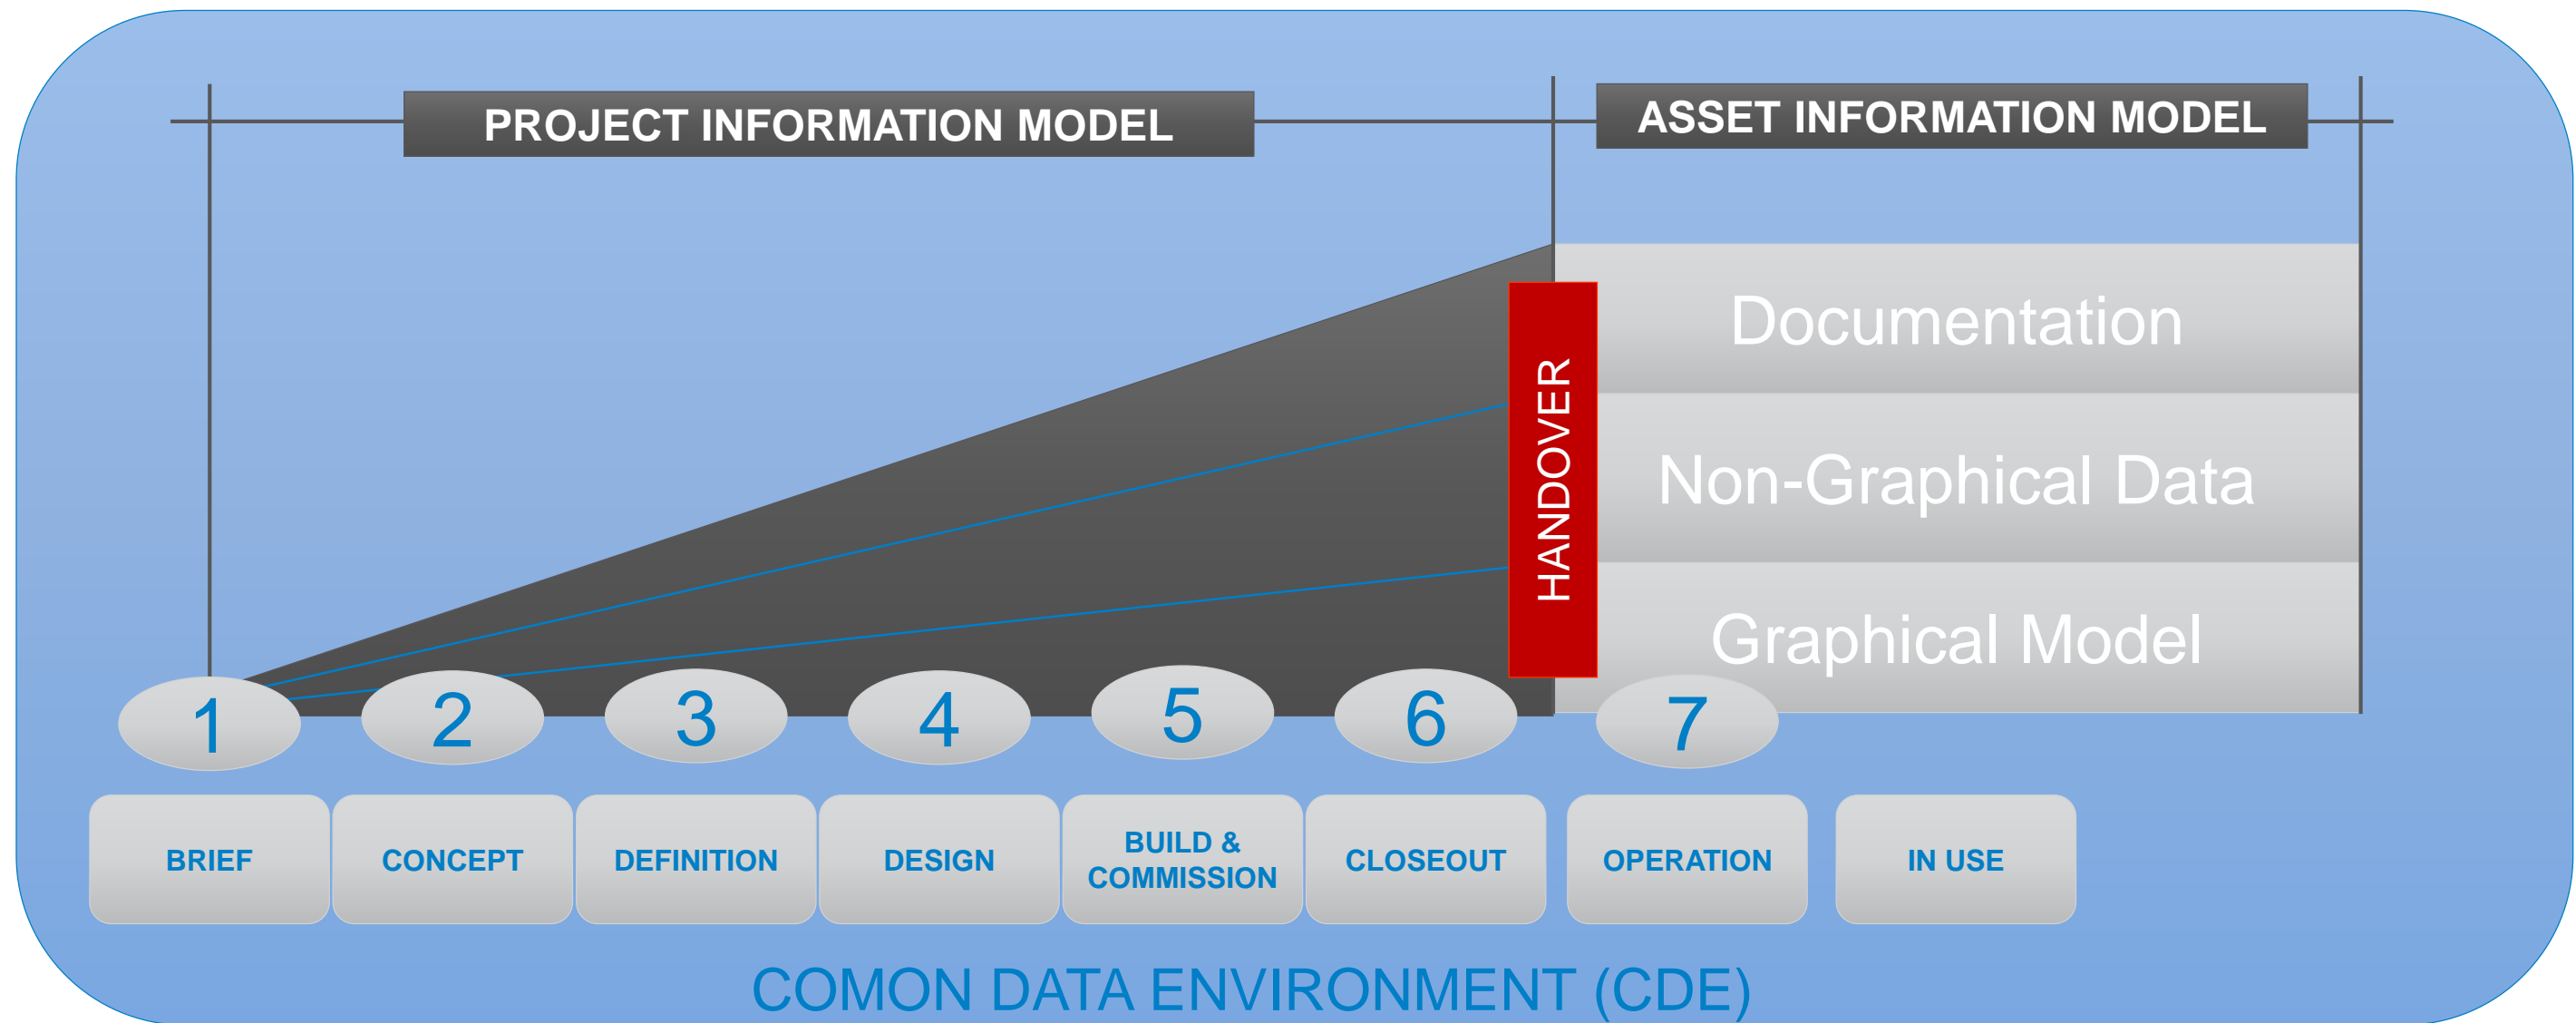 PROJECT INFORMATION MODEL
ASSET INFORMATION MODEL
Documentation
Non-Graphical Data
Graphical Model
HANDOVER
1
2
3
4
5
6
7
BRIEF
CONCEPT
DEFINITION
DESIGN
BUILD &
COMMISSION
CLOSEOUT
OPERATION
IN USE
COMON DATA ENVIRONMENT (CDE)